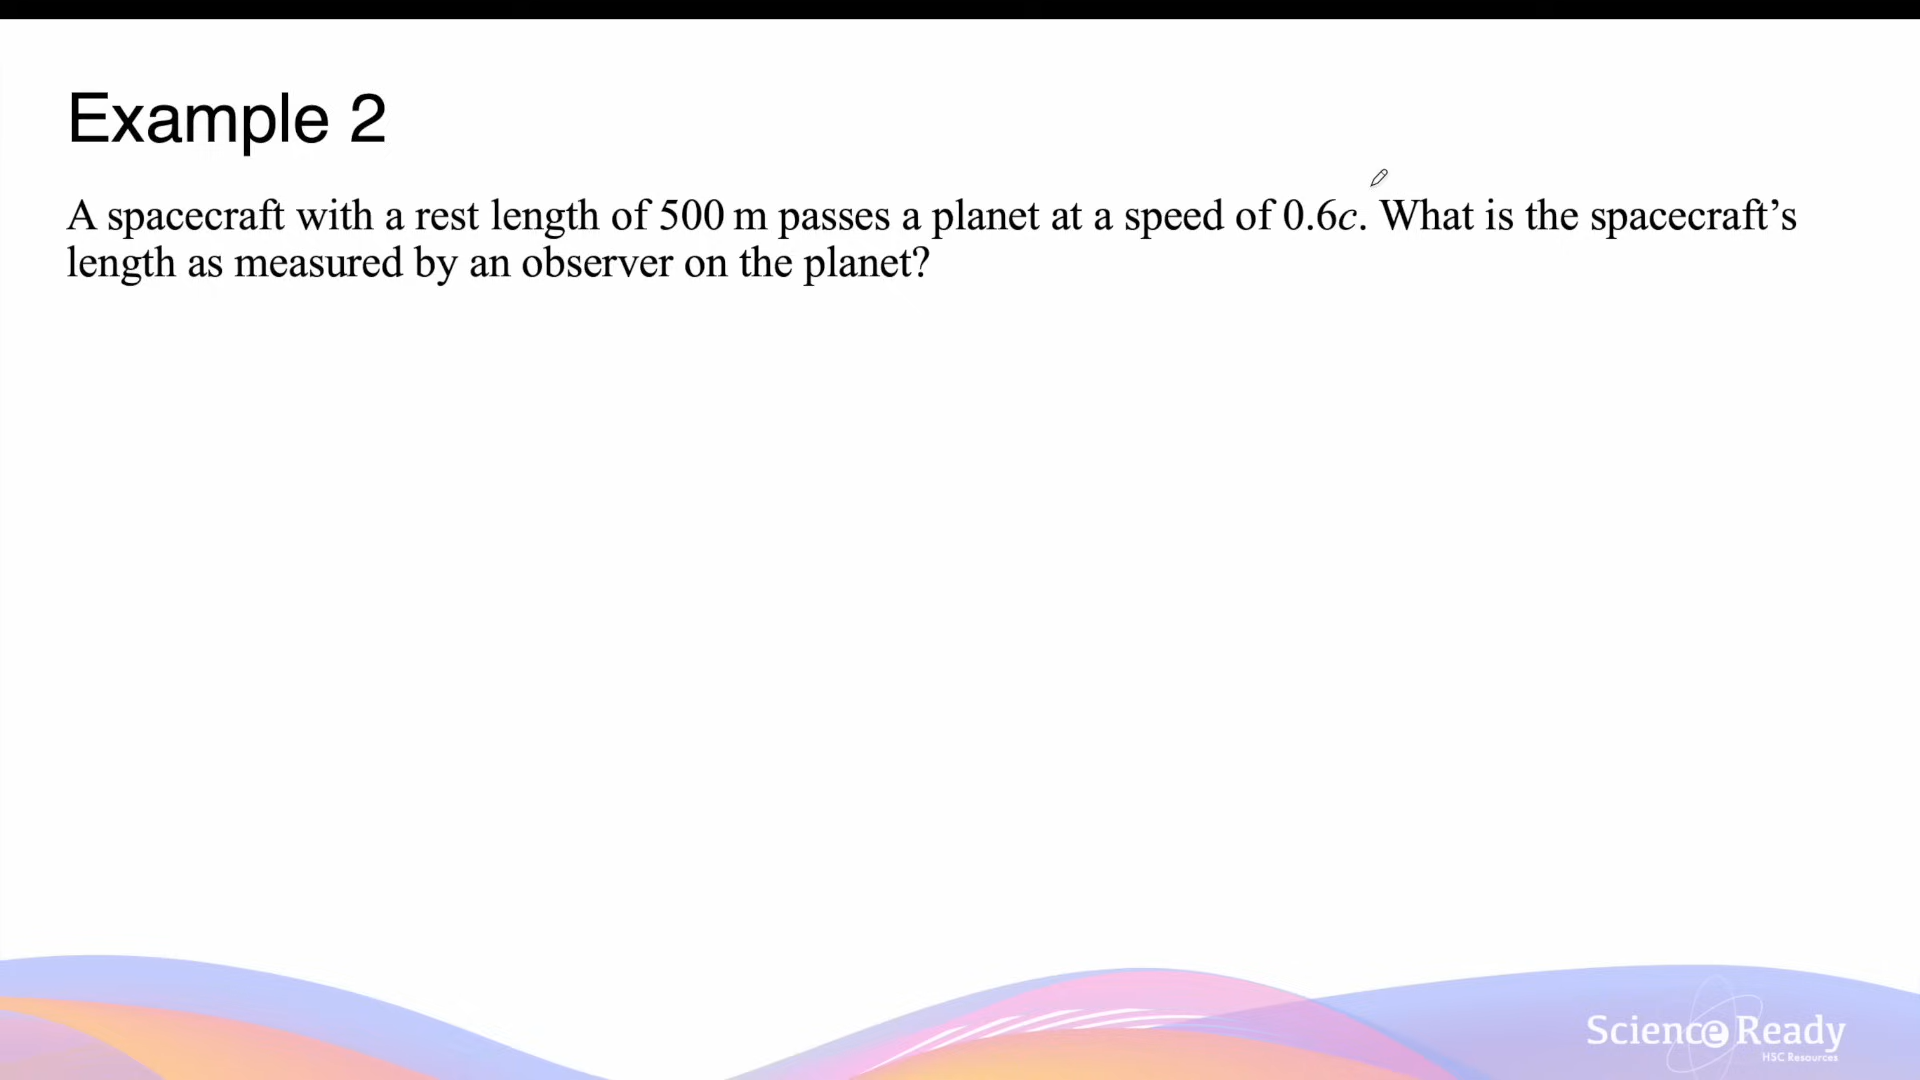 Example 2
A spacecraft with a rest length of 500 m passes a planet at a speed of 0.6c. What is the spacecraft’s
length as measured by an observer on the planet?
Science Ready
HSC Resources